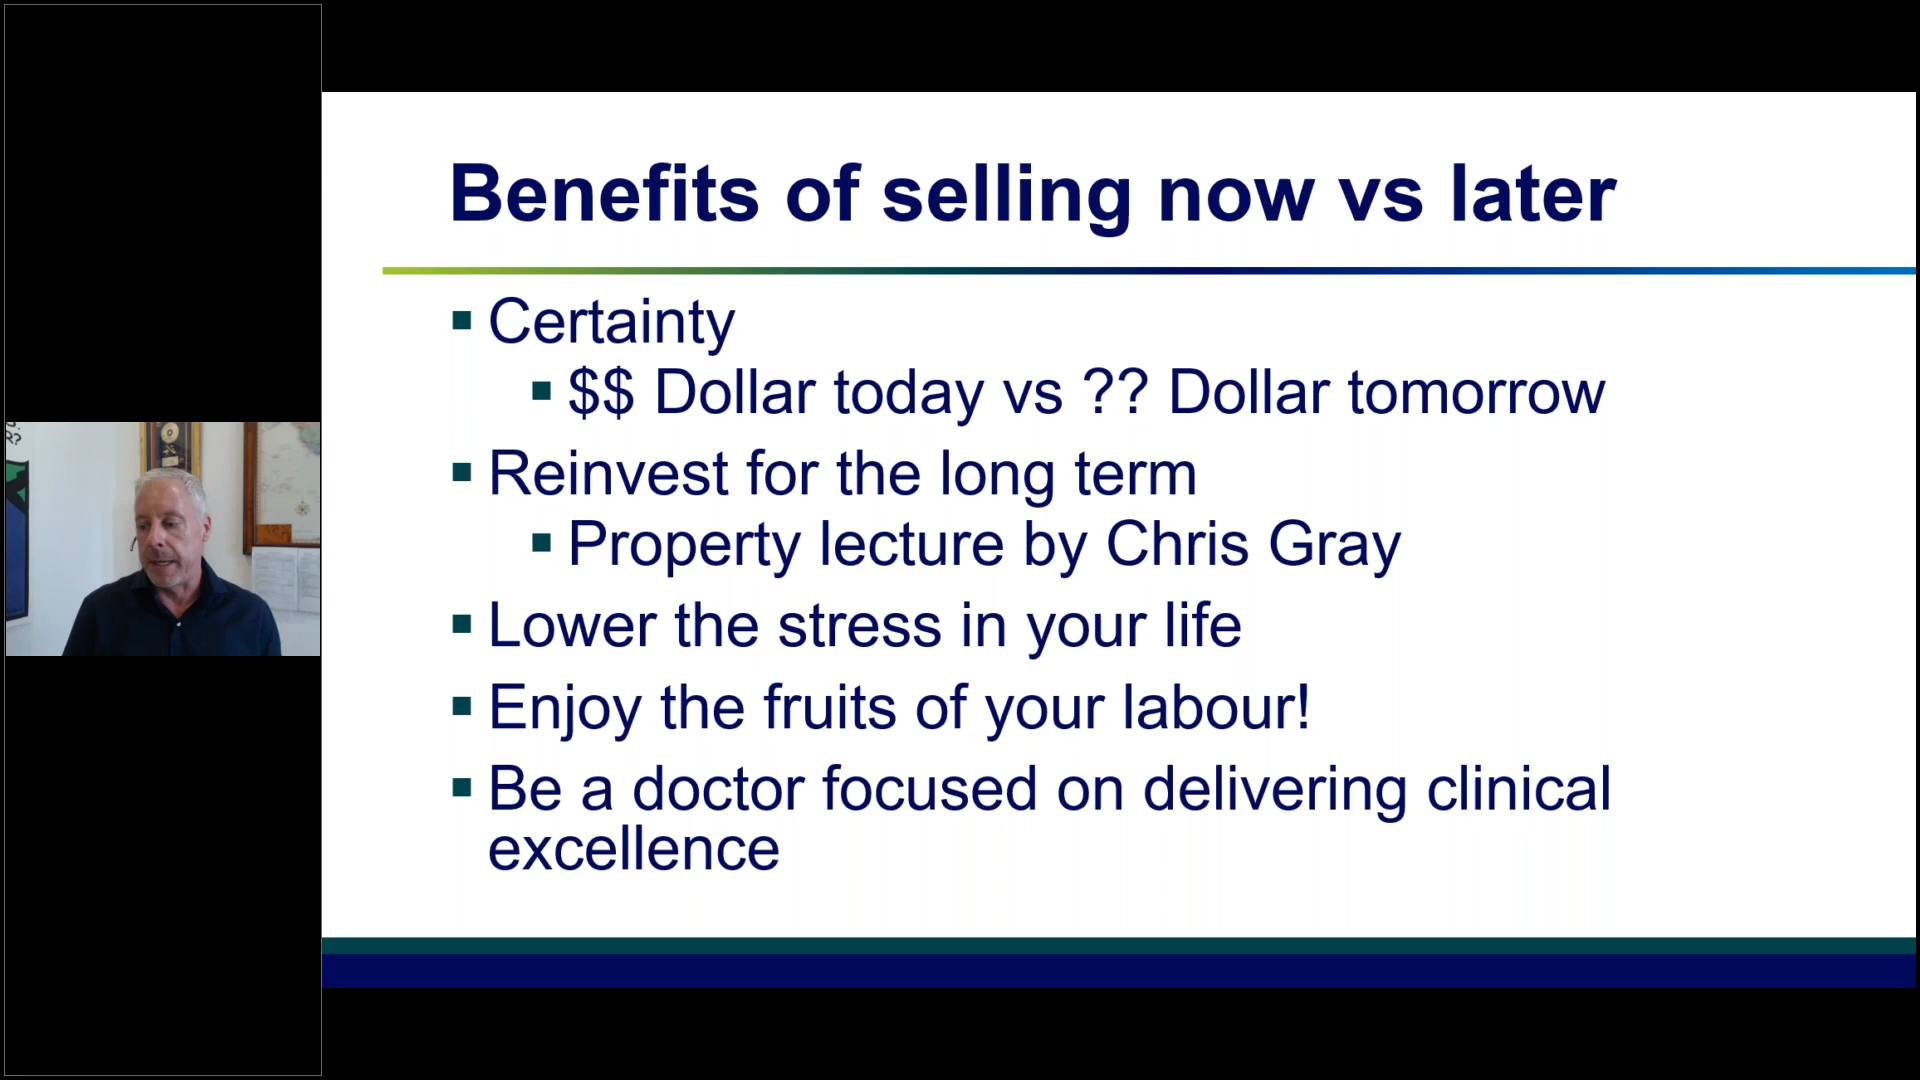 Benefits of selling now vs later
Certainty
$$ Dollar today vs ?? Dollar tomorrow
Reinvest for the long term
Property lecture by Chris Gray
Lower the stress in your life
Enjoy the fruits of your labour!
Be a doctor focused on delivering clinical
excellence